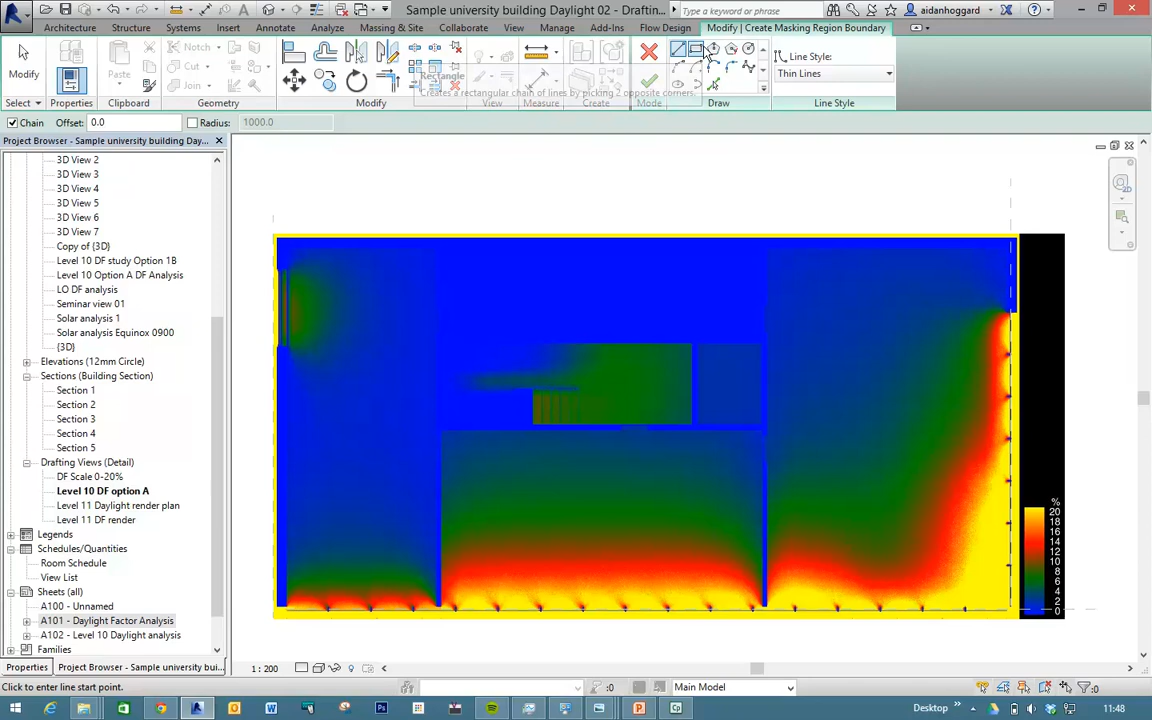 Sample university building Daylight 02 - Draftin...
Type a keyword or phrase
aidanhoggard
Architecture Structure Systems Insert Annotate Analyze Massing & Site Collaborate View Manage Add-Ins Flow Design Modify | Create Masking Region Boundary
Modify
Paste
Notch
Cut
Join
Line Style:
Thin Lines
Rectangle
Creates a rectangular chain of lines by picking 2 opposite corners.
Select Properties Clipboard Geometry Modify View Measure Create Mode Draw Line Style
Chain Offset: 0.0 Radius: 1000.0
Project Browser - Sample university building Day...
3D View 2
3D View 3
3D View 4
3D View 5
3D View 6
3D View 7
Copy of {3D}
Level 10 DF study Option 1B
Level 10 Option A DF Analysis
LO DF analysis
Seminar view 01
Solar analysis 1
Solar analysis Equinox 0900
{3D}
Elevations (12mm Circle)
Sections (Building Section)
Section 1
Section 2
Section 3
Section 4
Section 5
Drafting Views (Detail)
DF Scale 0-20%
Level 10 DF option A
Level 11 Daylight render plan
Level 11 DF render
Legends
Schedules/Quantities
Room Schedule
View List
Sheets (all)
A100 - Unnamed
A101 - Daylight Factor Analysis
A102 - Level 10 Daylight analysis
Families
%
20
18
16
14
12
10
8
6
4
2
0
Properties Project Browser - Sample university bui...
1 : 200
Click to enter line start point.
:0
Main Model
:0
Desktop
11:48